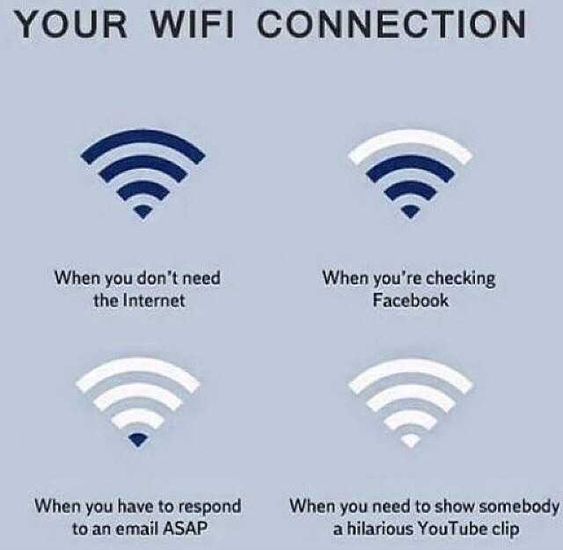 YOUR WIFI CONNECTION
When you don't need
the Internet
When you're checking
Facebook
When you have to respond
to an email ASAP
When you need to show somebody
a hilarious YouTube clip